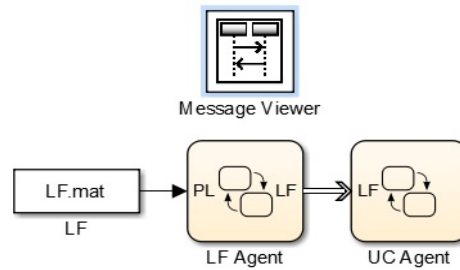 Message Viewer
LF.mat
LF
PL
LF
LF Agent
LF
UC Agent